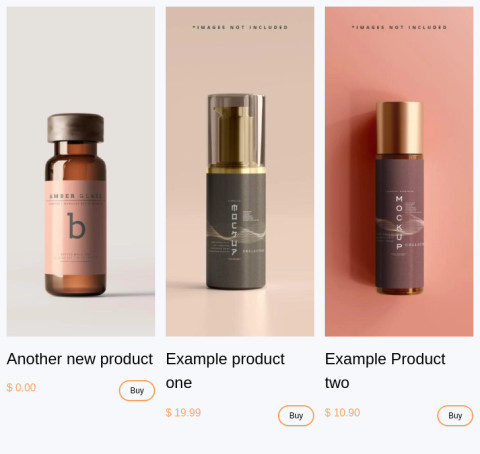 AMBER GLASS
b
Another new product
$ 0.00
Buy
*IMAGES NOT INCLUDED
MOCKUP
Example product
one
$ 19.99
Buy
*IMAGES NOT INCLUDED
MOCKUP
Example Product
two
$ 10.90
Buy